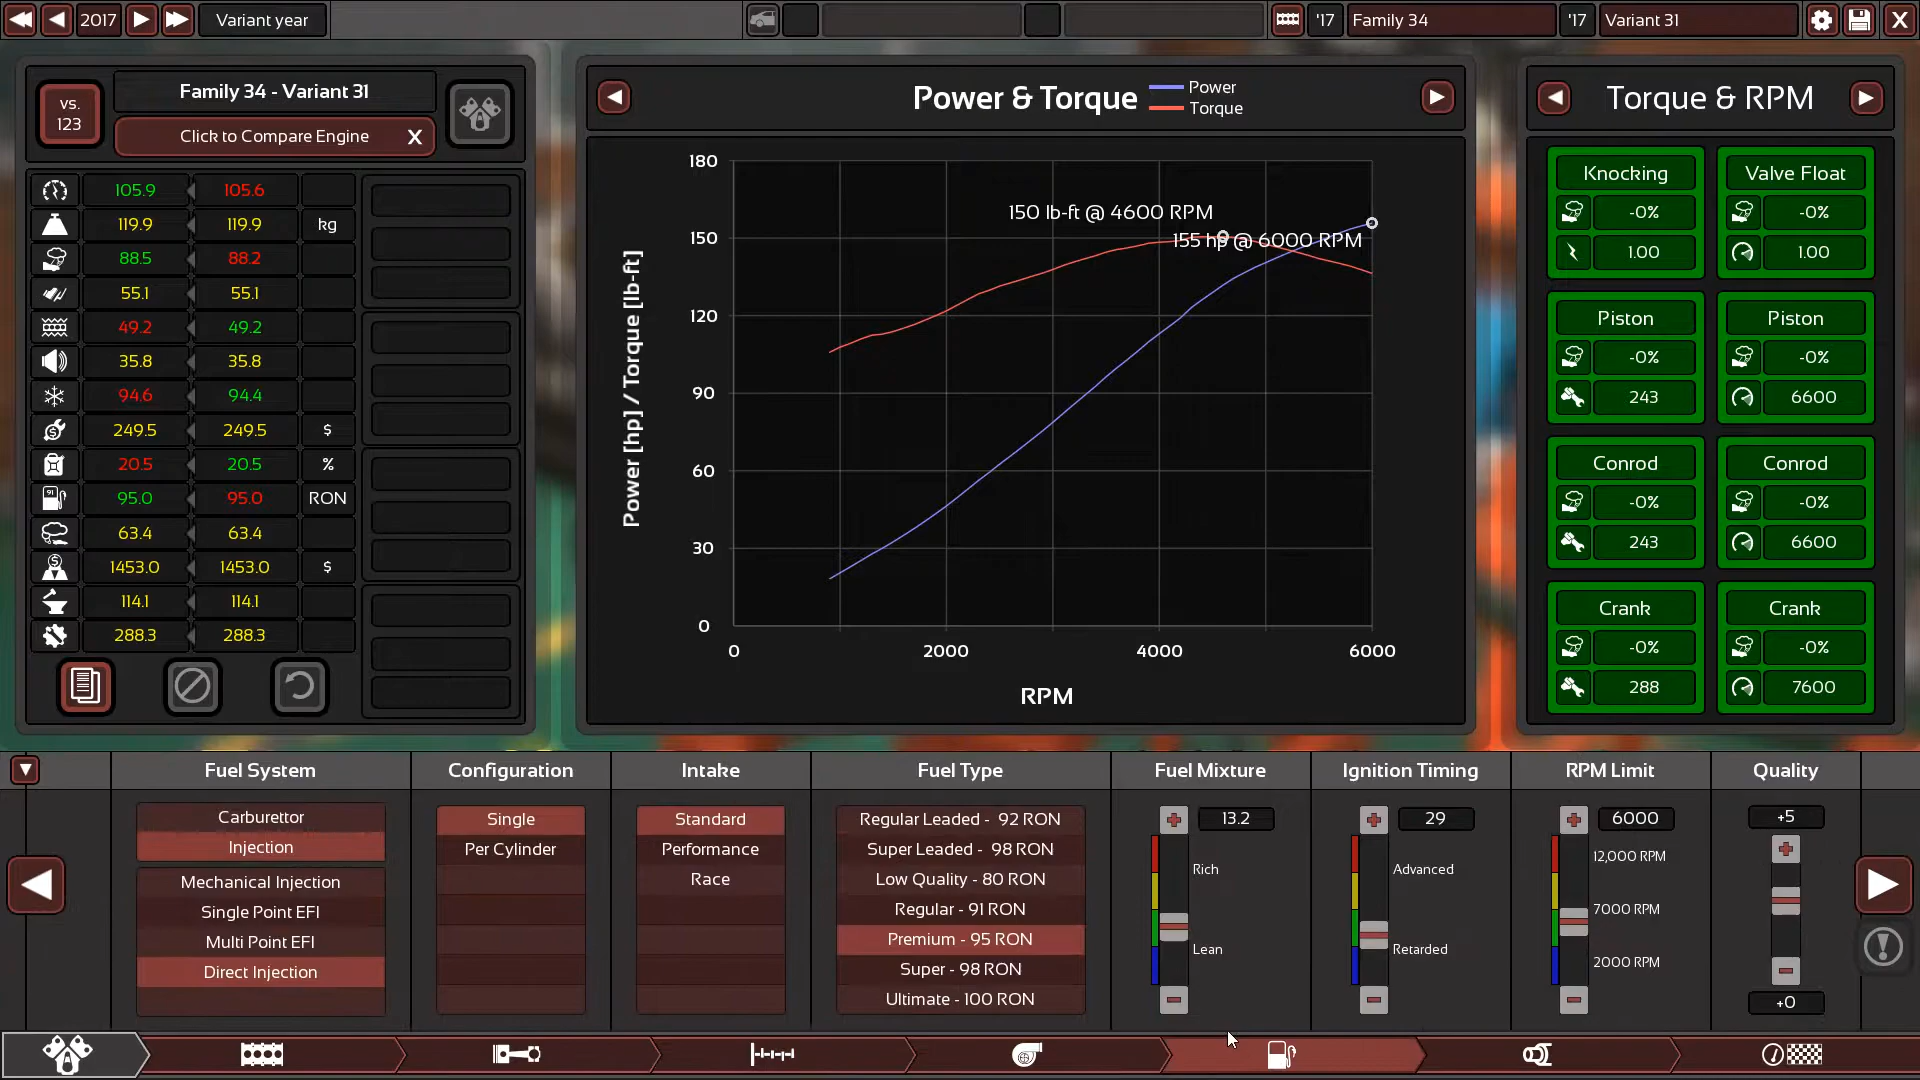 2017
Variant year
'17
Family 34
'17
Variant 31
X
vs.
123
Family 34 - Variant 31
Click to Compare Engine X
105.9 105.6
119.9 119.9 kg
88.5 88.2
55.1 55.1
49.2 49.2
35.8 35.8
94.6 94.4
249.5 249.5 $
20.5 20.5 %
91
95.0 95.0 RON
63.4 63.4
1453.0 1453.0 $
114.1 114.1
288.3 288.3
Power & Torque
Power
Torque
Power [hp] / Torque [lb-ft]
180
150
120
90
60
30
0
150 lb-ft @ 4600 RPM
155 hp @ 6000 RPM
0 2000 4000 6000
RPM
Torque & RPM
Knocking
-0%
1.00
Valve Float
-0%
1.00
Piston
-0%
243
Piston
-0%
6600
Conrod
-0%
243
Conrod
-0%
6600
Crank
-0%
288
Crank
-0%
7600
Fuel System
Carburettor
Injection
Mechanical Injection
Single Point EFI
Multi Point EFI
Direct Injection
Configuration
Single
Per Cylinder
Intake
Standard
Performance
Race
Fuel Type
Regular Leaded - 92 RON
Super Leaded - 98 RON
Low Quality - 80 RON
Regular - 91 RON
Premium - 95 RON
Super - 98 RON
Ultimate - 100 RON
Fuel Mixture
13.2
Rich
Lean
Ignition Timing
29
Advanced
Retarded
RPM Limit
6000
12,000 RPM
7000 RPM
2000 RPM
Quality
+5
+0